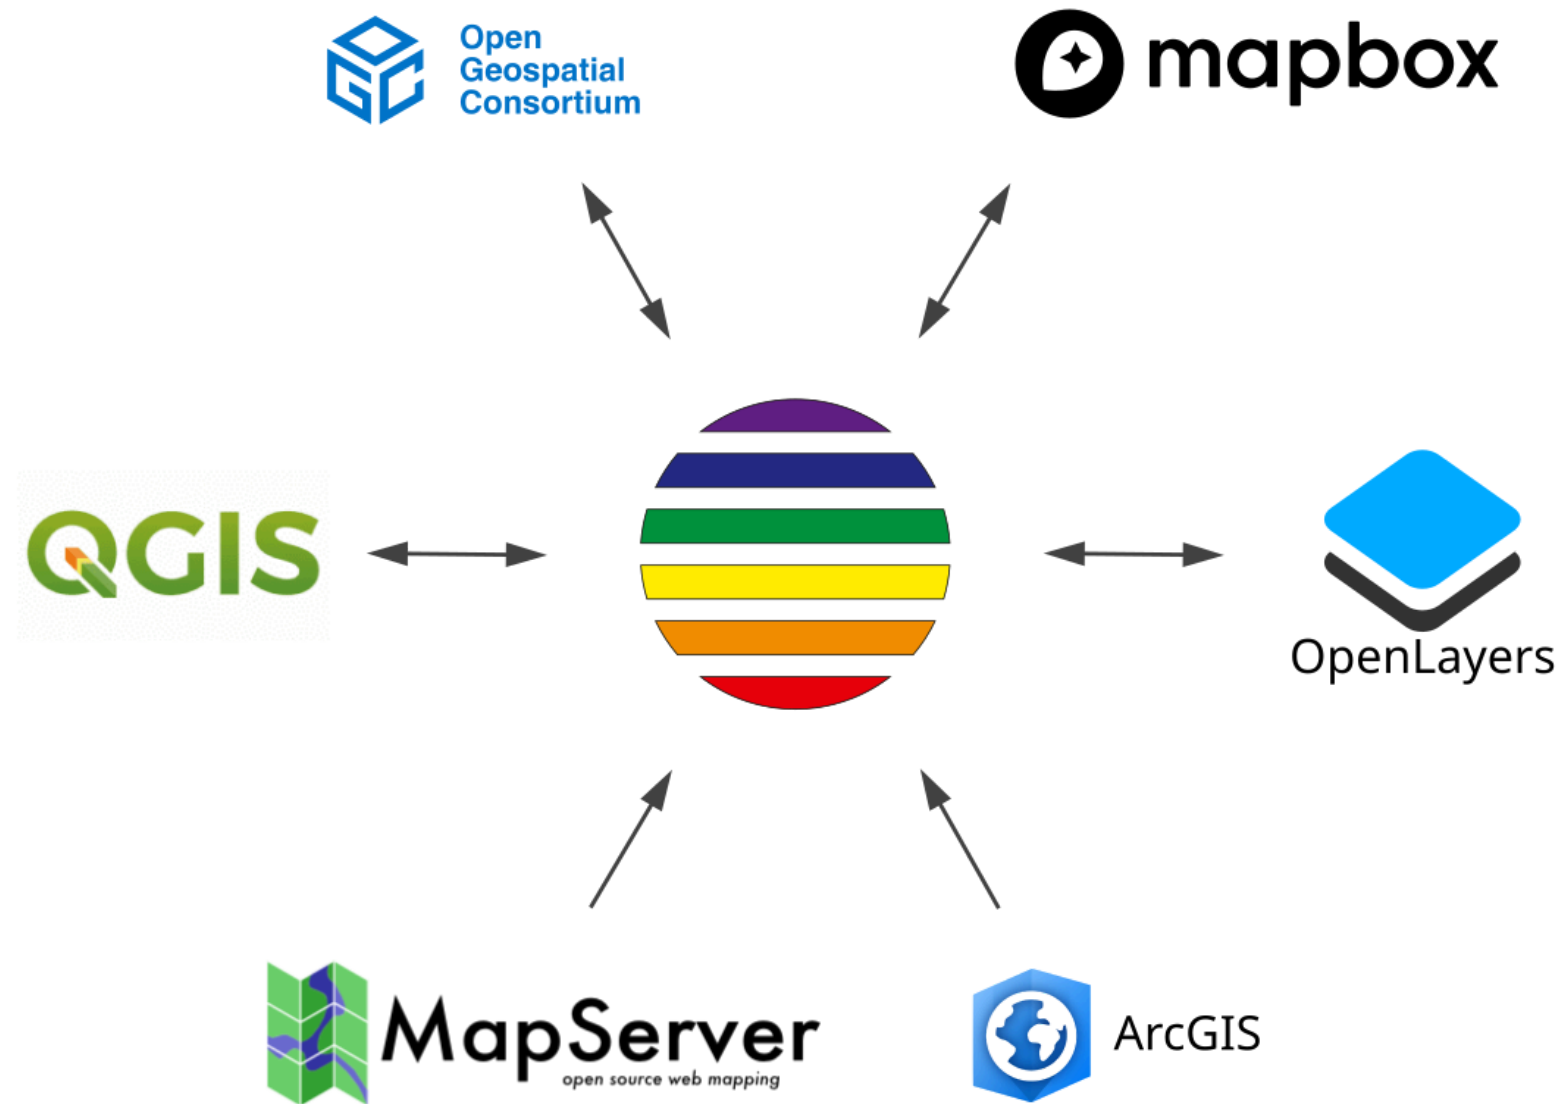 Open
Geospatial
Consortium
mapbox
QGIS
OpenLayers
MapServer
open source web mapping
ArcGIS